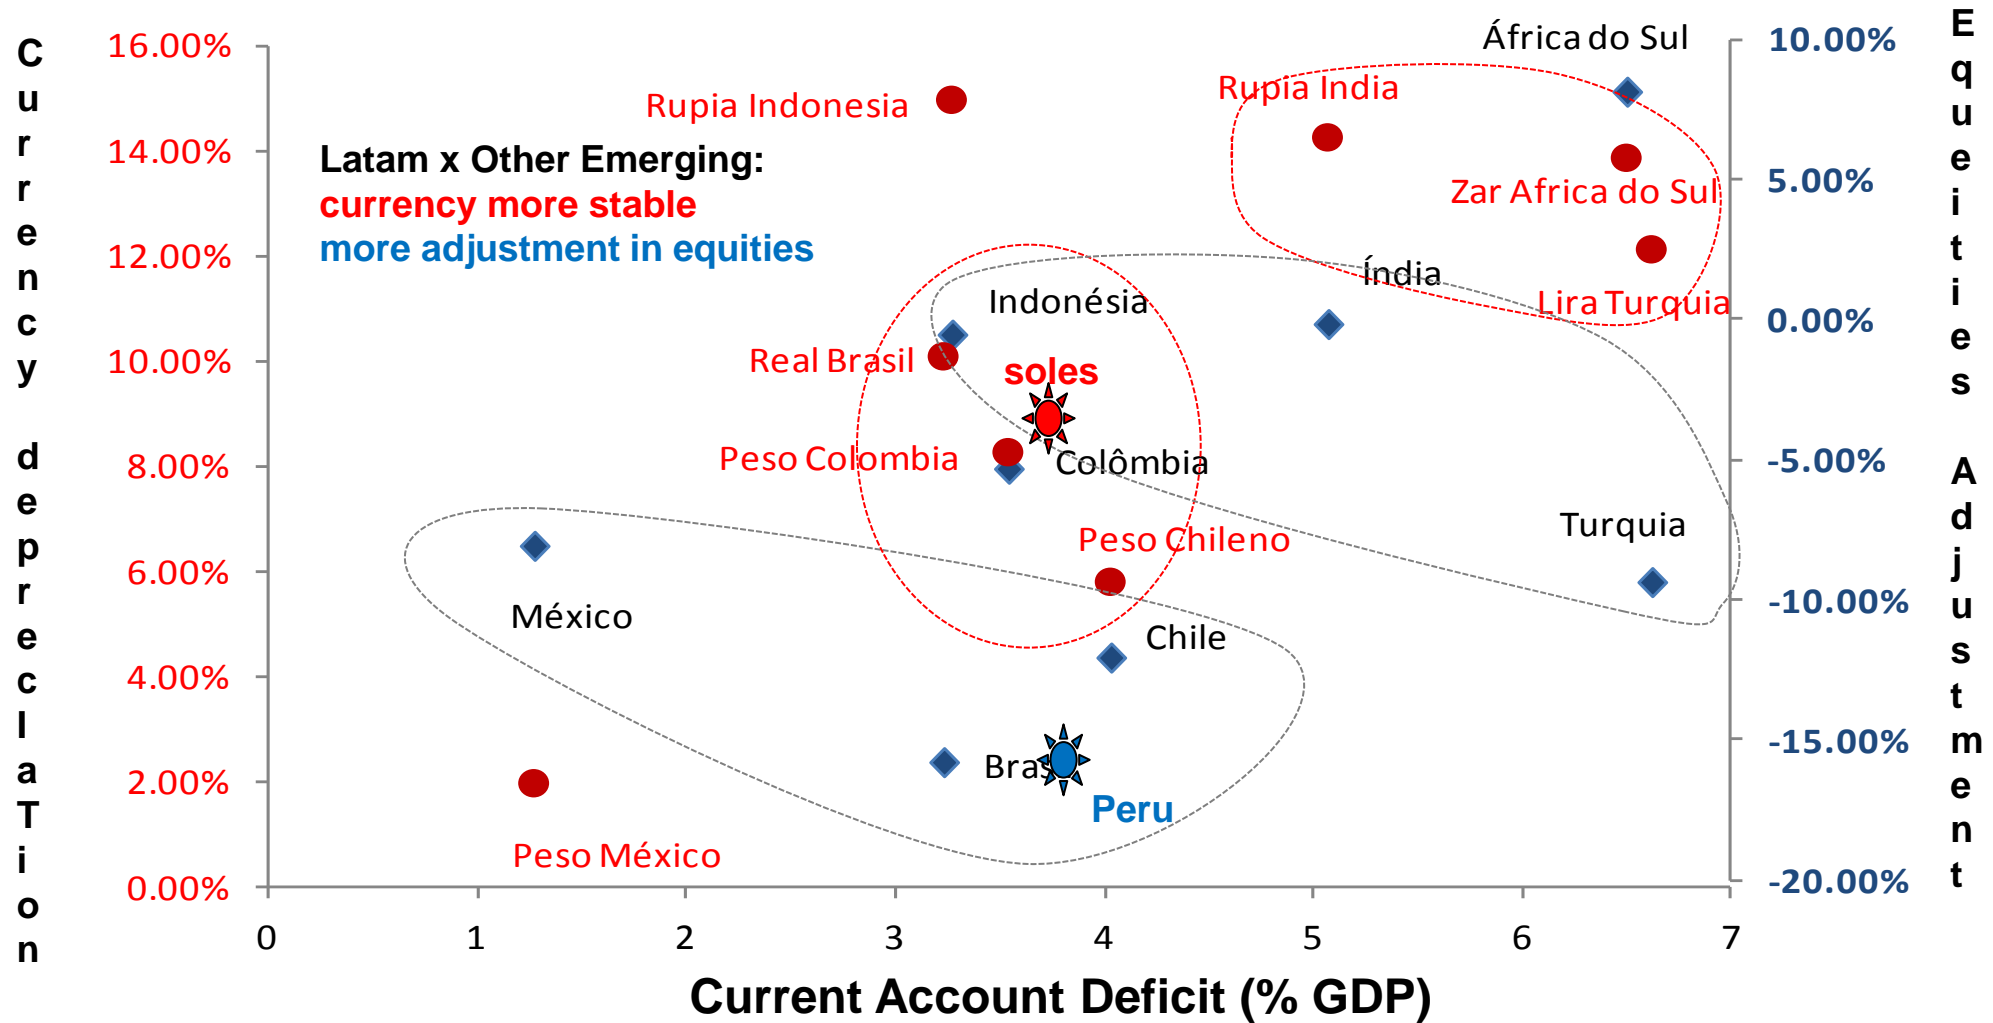 Currency depreclaTion
16.00%
14.00%
12.00%
10.00%
8.00%
6.00%
4.00%
2.00%
0.00%
Latam x Other Emerging:
currency more stable
more adjustment in equities
África do Sul
Rupia Indonesia
Rupia India
Zar Africa do Sul
Índia
Indonésia
Lira Turquia
Real Brasil
soles
Peso Colombia
Colômbia
Turquia
Peso Chileno
México
Chile
Peru
Peso México
10.00%
5.00%
0.00%
-5.00%
-10.00%
-15.00%
-20.00%
Equeities Adjustment
0 1 2 3 4 5 6 7
Current Account Deficit (% GDP)